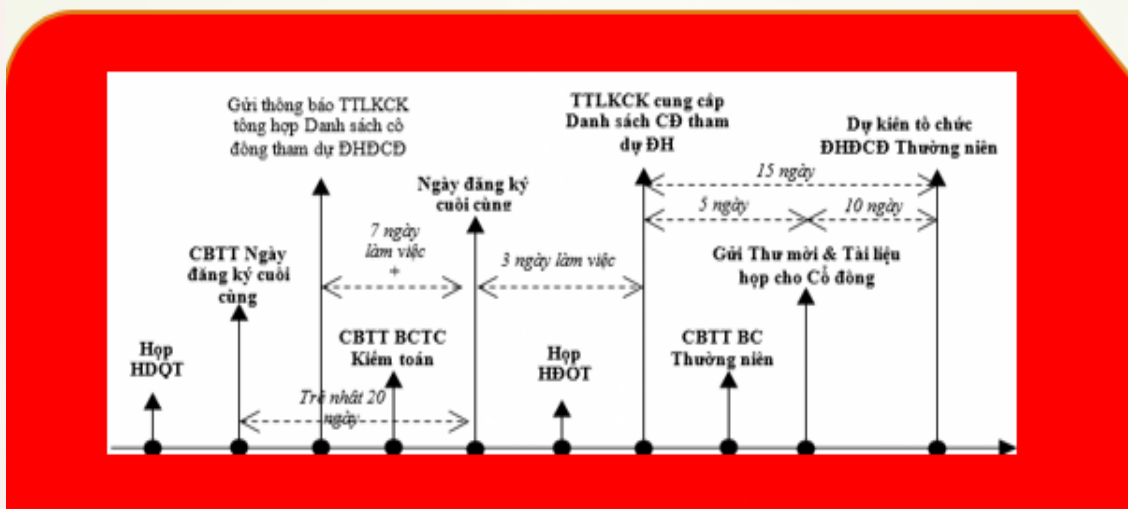 Gửi thông báo TTLKCK
tổng hợp Danh sách cổ
đông tham dự ĐHĐCĐ
TTLKCK cung cấp
Danh sách CĐ tham
dự ĐH
Dự kiến tổ chức
ĐHĐCĐ Thường niên
15 ngày
Ngày đăng ký
cuối cùng
5 ngày
10 ngày
7 ngày
làm việc
+
CBTT Ngày
đăng ký cuối
cùng
3 ngày làm việc
Gửi Thư mời & Tài liệu
họp cho Cổ đông
Họp
HDQT
CBTT BCTC
Kiểm toán
Họp
HĐQT
CBTT BC
Thường niên
Trễ nhất 20
ngày